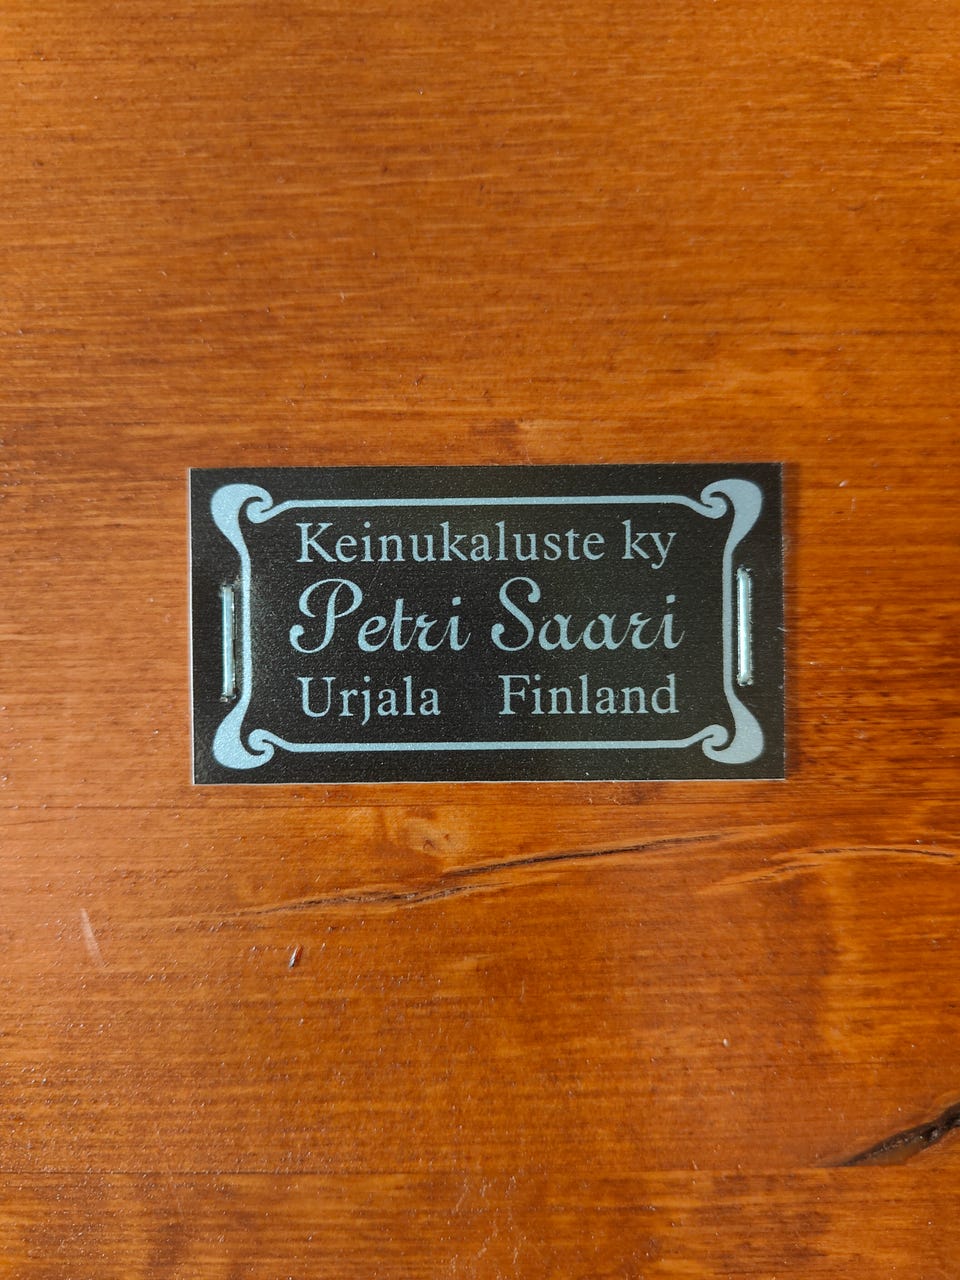 Keinukaluste ky
Petri Saari
Urjala Finland